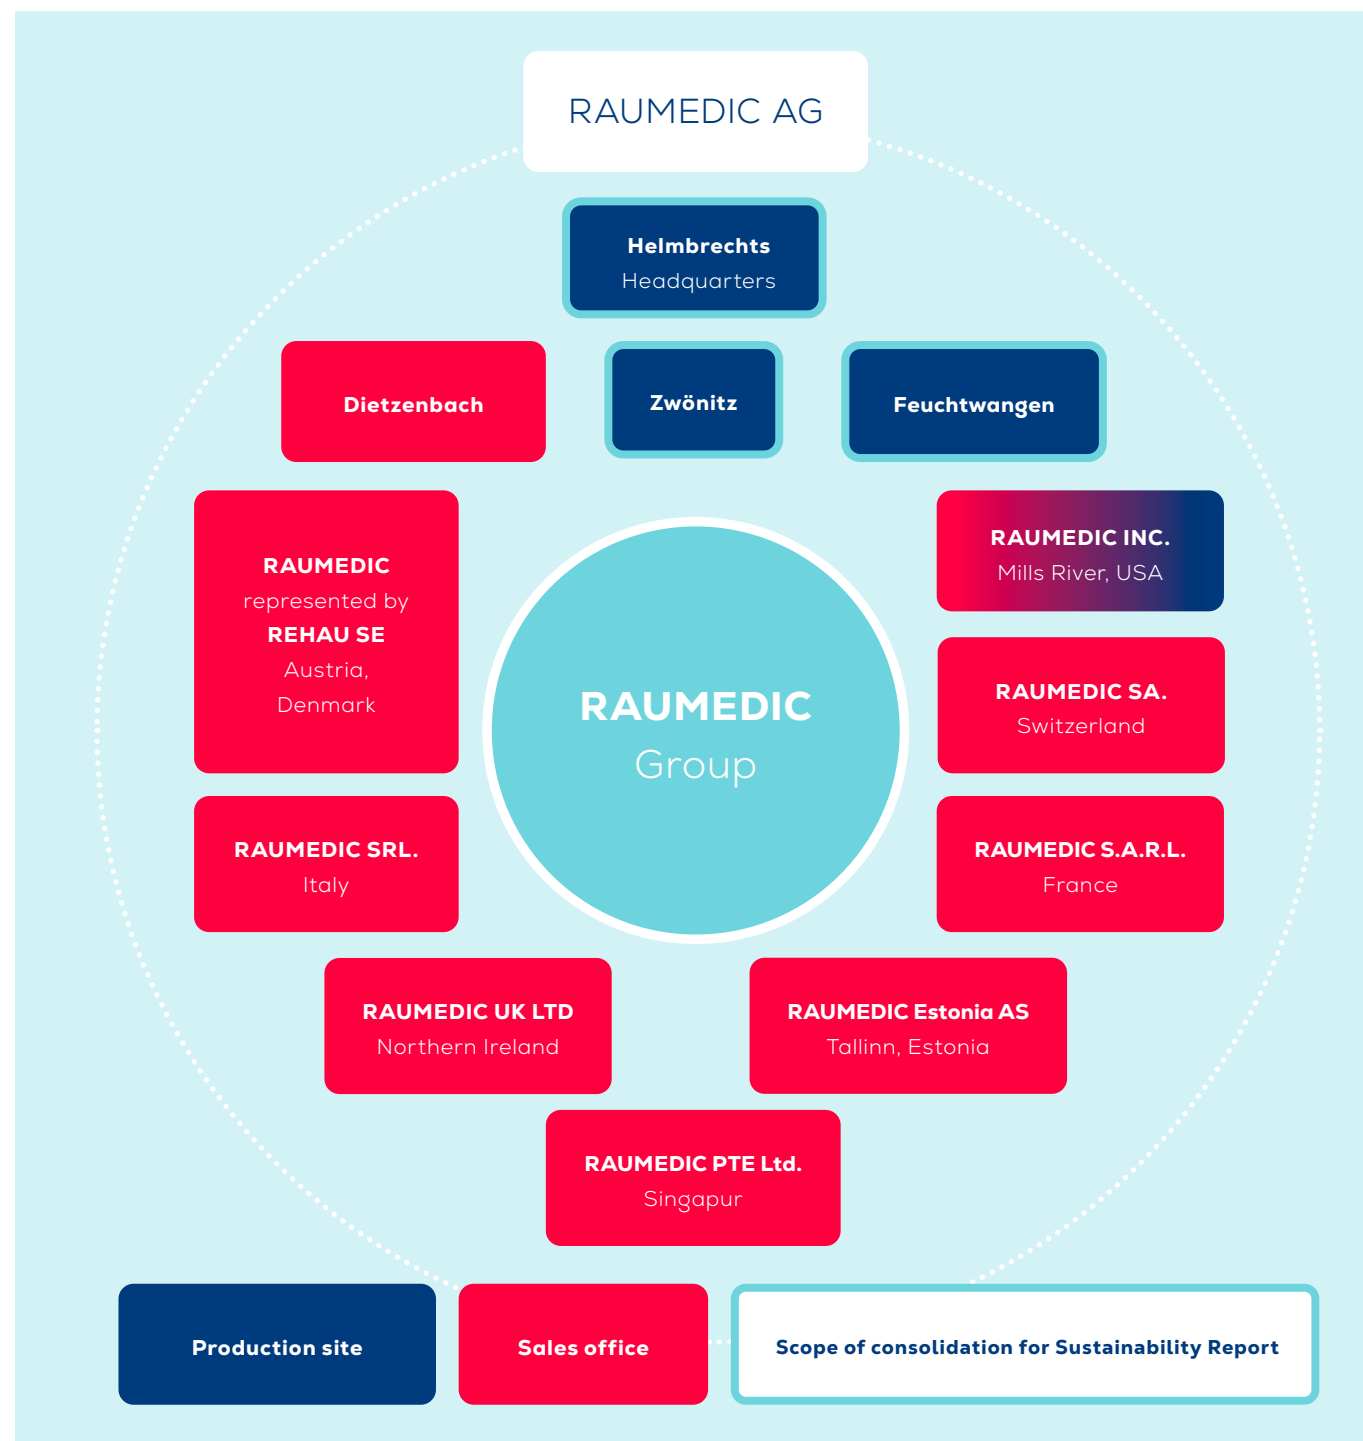 RAUMEDIC AG
Helmbrechts
Headquarters
Dietzenbach
Zwönitz
Feuchtwangen
RAUMEDIC
represented by
REHAU SE
Austria,
Denmark
RAUMEDIC INC.
Mills River, USA
RAUMEDIC
Group
RAUMEDIC SA.
Switzerland
RAUMEDIC SRL.
Italy
RAUMEDIC S.A.R.L.
France
RAUMEDIC UK LTD
Northern Ireland
RAUMEDIC Estonia AS
Tallinn, Estonia
RAUMEDIC PTE Ltd.
Singapur
Production site
Sales office
Scope of consolidation for Sustainability Report